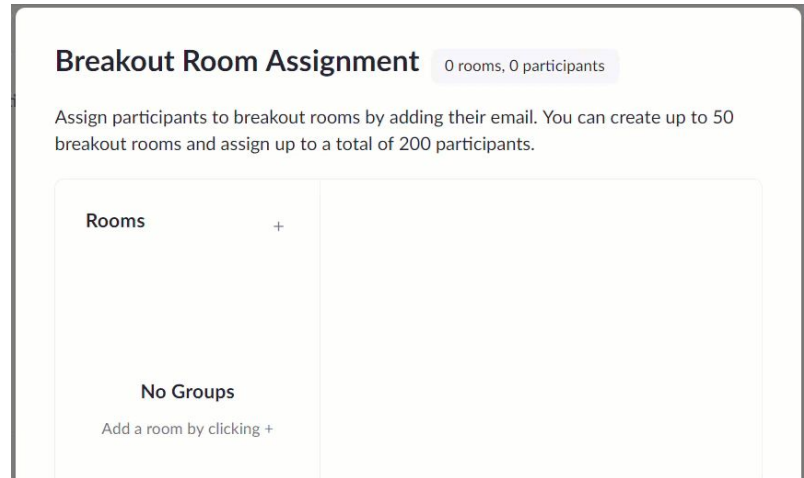 Breakout Room Assignment 0 rooms, 0 participants
Assign participants to breakout rooms by adding their email. You can create up to 50
breakout rooms and assign up to a total of 200 participants.
Rooms +
No Groups
Add a room by clicking +